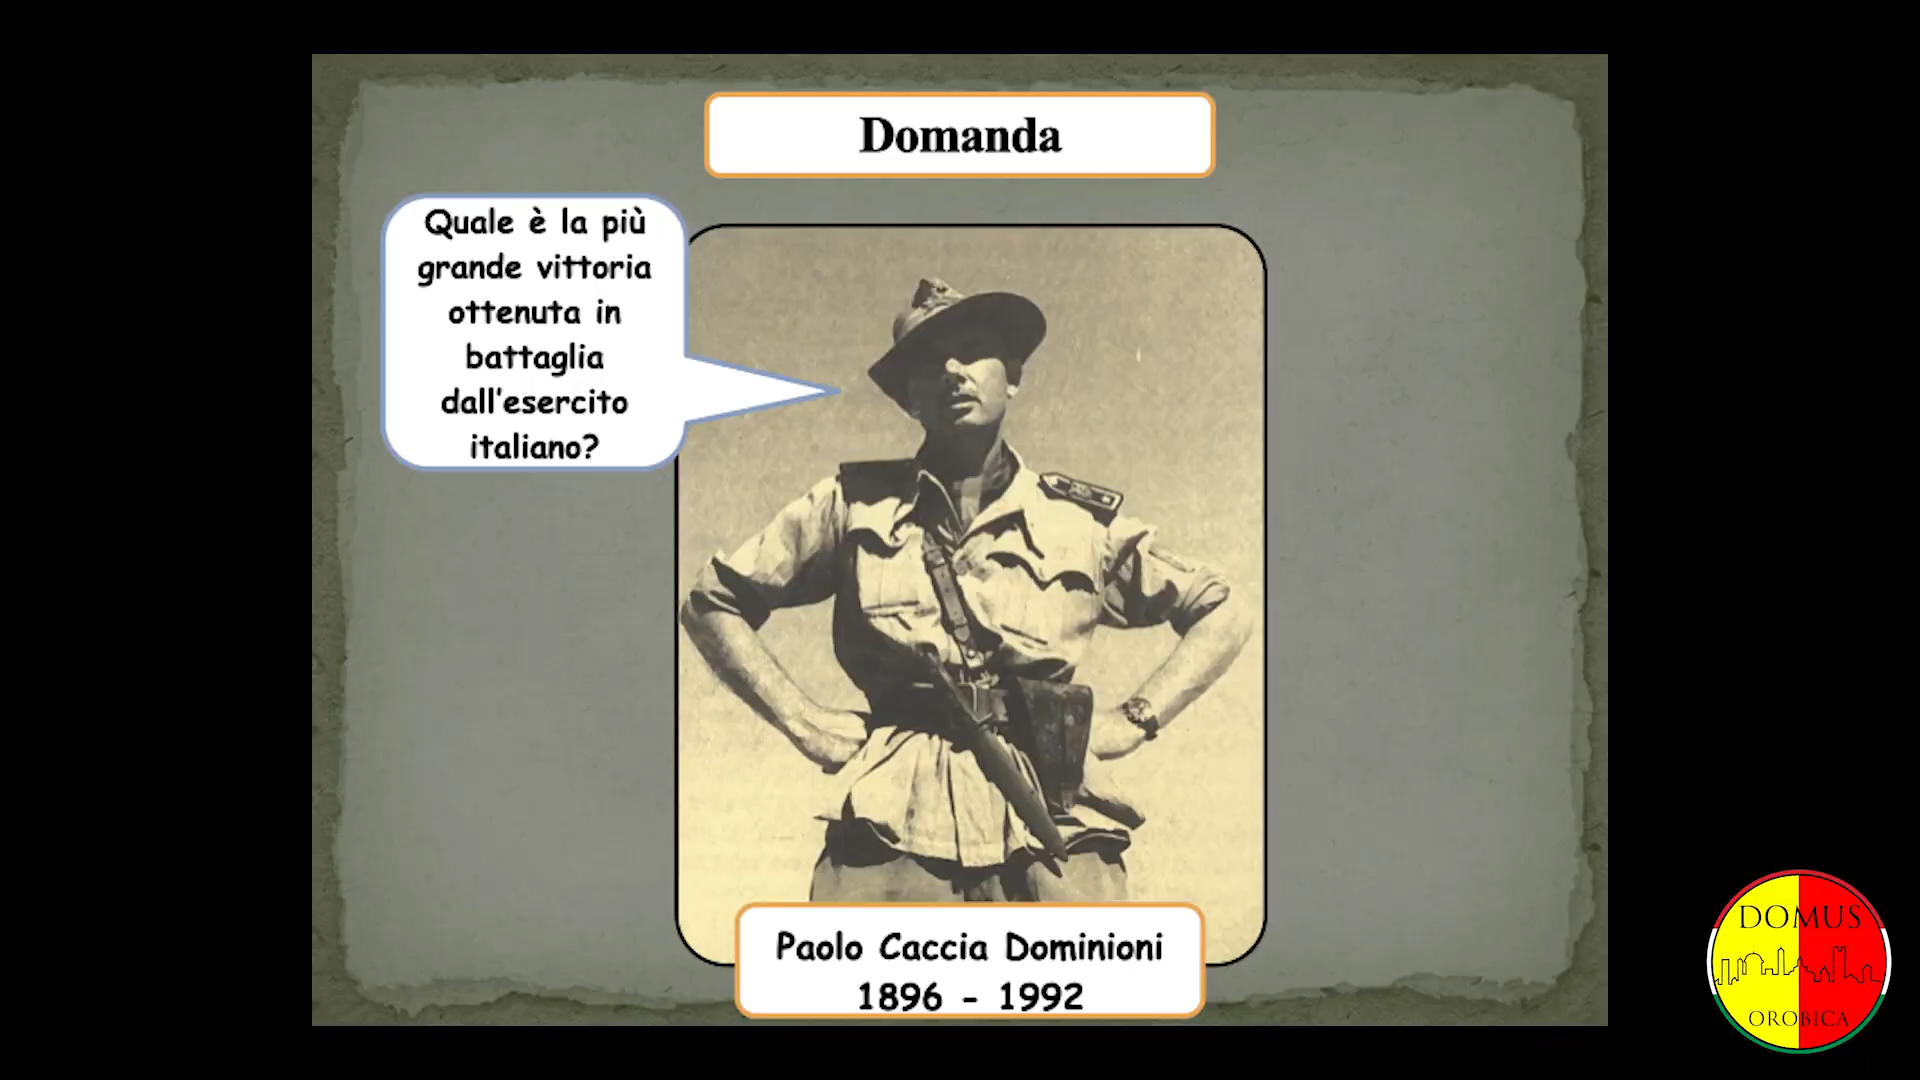 Domanda
Quale è la più
grande vittoria
ottenuta in
battaglia
dall'esercito
italiano?
Paolo Caccia Dominioni
1896 - 1992
DOMUS
OROBICA